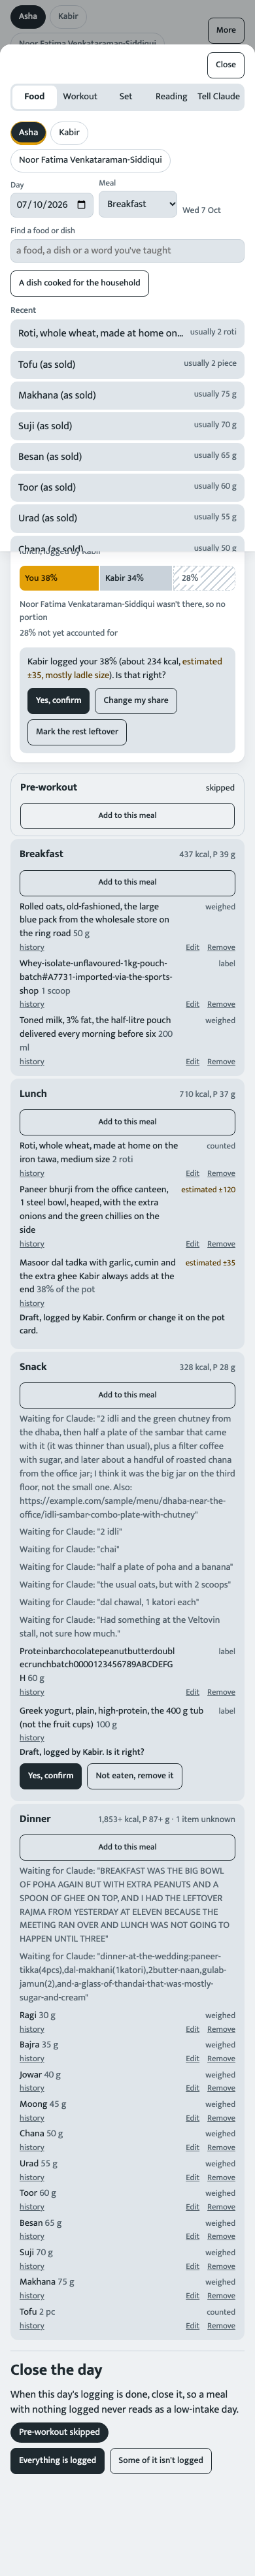 Asha
Kabir
Noor Fatima Venkataraman-Siddiqui
More
Close
Food
Workout
Set
Reading
Tell Claude
Asha
Kabir
Noor Fatima Venkataraman-Siddiqui
Day
Meal
07/10/2026
Breakfast
Wed 7 Oct
Find a food or dish
a food, a dish or a word you've taught
A dish cooked for the household
Recent
Roti, whole wheat, made at home on... usually 2 roti
Tofu (as sold) usually 2 piece
Makhana (as sold) usually 75 g
Suji (as sold) usually 70 g
Besan (as sold) usually 65 g
Toor (as sold) usually 60 g
Urad (as sold) usually 55 g
Chana (as sold) usually 50 g
Lunch, logged by Kabir
You 38%
Kabir 34%
28%
Noor Fatima Venkataraman-Siddiqui wasn't there, so no
portion
28% not yet accounted for
Kabir logged your 38% (about 234 kcal, estimated
±35, mostly ladle size). Is that right?
Yes, confirm
Change my share
Mark the rest leftover
Pre-workout skipped
Add to this meal
Breakfast 437 kcal, P 39 g
Add to this meal
Rolled oats, old-fashioned, the large weighed
blue pack from the wholesale store on
the ring road 50 g
history Edit Remove
Whey-isolate-unflavoured-1kg-pouch- label
batch#A7731-imported-via-the-sports-
shop 1 scoop
history Edit Remove
Toned milk, 3% fat, the half-litre pouch weighed
delivered every morning before six 200
ml
history Edit Remove
Lunch 710 kcal, P 37 g
Add to this meal
Roti, whole wheat, made at home on the counted
iron tawa, medium size 2 roti
history Edit Remove
Paneer bhurji from the office canteen, estimated ±120
1 steel bowl, heaped, with the extra
onions and the green chillies on the
side
history Edit Remove
Masoor dal tadka with garlic, cumin and estimated ±35
the extra ghee Kabir always adds at the
end 38% of the pot
history
Draft, logged by Kabir. Confirm or change it on the pot
card.
Snack 328 kcal, P 28 g
Add to this meal
Waiting for Claude: "2 idli and the green chutney from
the dhaba, then half a plate of the sambar that came
with it (it was thinner than usual), plus a filter coffee
with sugar, and later about a handful of roasted chana
from the office jar; I think it was the big jar on the third
floor, not the small one. Also:
https://example.com/sample/menu/dhaba-near-the-
office/idli-sambar-combo-plate-with-chutney"
Waiting for Claude: "2 idli"
Waiting for Claude: "chai"
Waiting for Claude: "half a plate of poha and a banana"
Waiting for Claude: "the usual oats, but with 2 scoops"
Waiting for Claude: "dal chawal, 1 katori each"
Waiting for Claude: "Had something at the Veltovin
stall, not sure how much."
Proteinbarchocolatepeanutbutterdoubl label
ecrunchbatch0000123456789ABCDEFG
H 60 g
history Edit Remove
Greek yogurt, plain, high-protein, the 400 g tub label
(not the fruit cups) 100 g
history
Draft, logged by Kabir. Is it right?
Yes, confirm
Not eaten, remove it
Dinner 1,853+ kcal, P 87+ g · 1 item unknown
Add to this meal
Waiting for Claude: "BREAKFAST WAS THE BIG BOWL
OF POHA AGAIN BUT WITH EXTRA PEANUTS AND A
SPOON OF GHEE ON TOP, AND I HAD THE LEFTOVER
RAJMA FROM YESTERDAY AT ELEVEN BECAUSE THE
MEETING RAN OVER AND LUNCH WAS NOT GOING TO
HAPPEN UNTIL THREE"
Waiting for Claude: "dinner-at-the-wedding:paneer-
tikka(4pcs),dal-makhani(1katori),2butter-naan,gulab-
jamun(2),and-a-glass-of-thandai-that-was-mostly-
sugar-and-cream"
Ragi 30 g weighed
history Edit Remove
Bajra 35 g weighed
history Edit Remove
Jowar 40 g weighed
history Edit Remove
Moong 45 g weighed
history Edit Remove
Chana 50 g weighed
history Edit Remove
Urad 55 g weighed
history Edit Remove
Toor 60 g weighed
history Edit Remove
Besan 65 g weighed
history Edit Remove
Suji 70 g weighed
history Edit Remove
Makhana 75 g weighed
history Edit Remove
Tofu 2 pc counted
history Edit Remove
Close the day
When this day's logging is done, close it, so a meal
with nothing logged never reads as a low-intake day.
Pre-workout skipped
Everything is logged
Some of it isn't logged